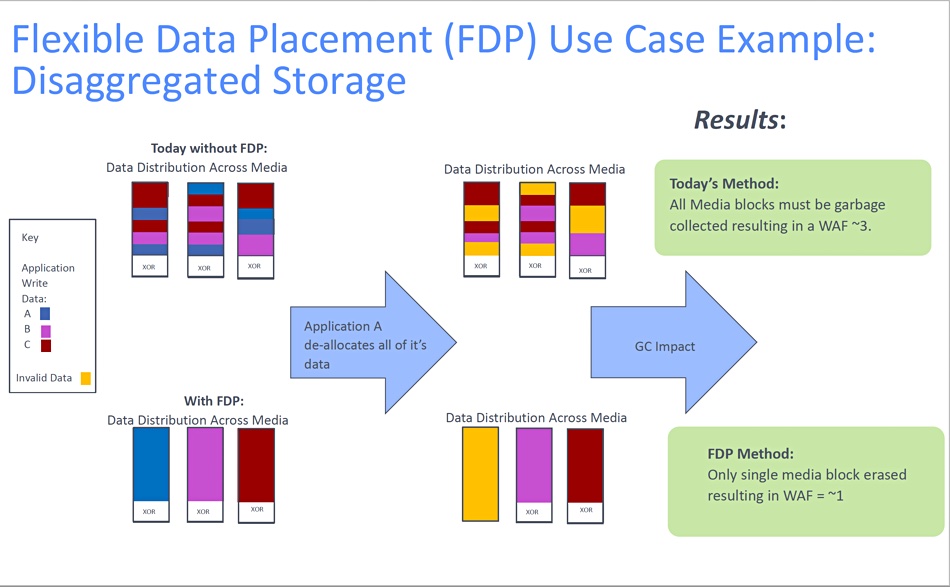 Flexible Data Placement (FDP) Use Case Example:
Disaggregated Storage
Results:
Today without FDP:
Data Distribution Across Media
XOR
XOR
XOR
Data Distribution Across Media
XOR
XOR
XOR
Today's Method:
All Media blocks must be garbage
collected resulting in a WAF ~3.
Key
Application
Write
Data:
A
B
C
Invalid Data
Application A
de-allocates all of it's
data
GC Impact
With FDP:
Data Distribution Across Media
XOR
XOR
XOR
Data Distribution Across Media
XOR
XOR
FDP Method:
Only single media block erased
resulting in WAF = ~1